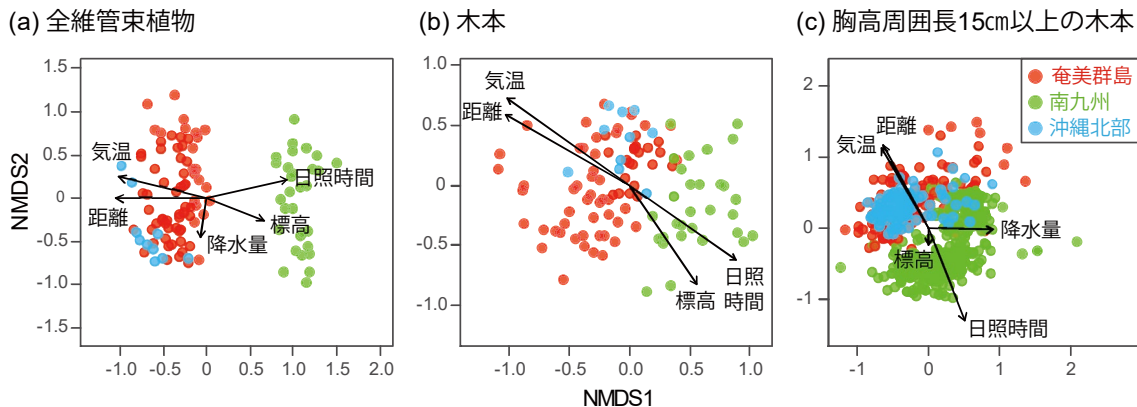 (a) 全維管束植物
(b) 木本
(c) 胸高周囲長15㎝以上の木本
NMDS2
1.5
1.0
0.5
0
-0.5
-1.0
-1.5
気温
距離
日照時間
標高
降水量
-1.0
0
1.0
1.5
2.0
1.0
0.5
0
-0.5
-1.0
気温
距離
日照
時間
標高
-1.0
-0.5
0
0.5
1.0
NMDS1
2
1
0
-1
奄美群島
南九州
沖縄北部
距離
気温
降水量
標高
日照時間
-1
0
1
2